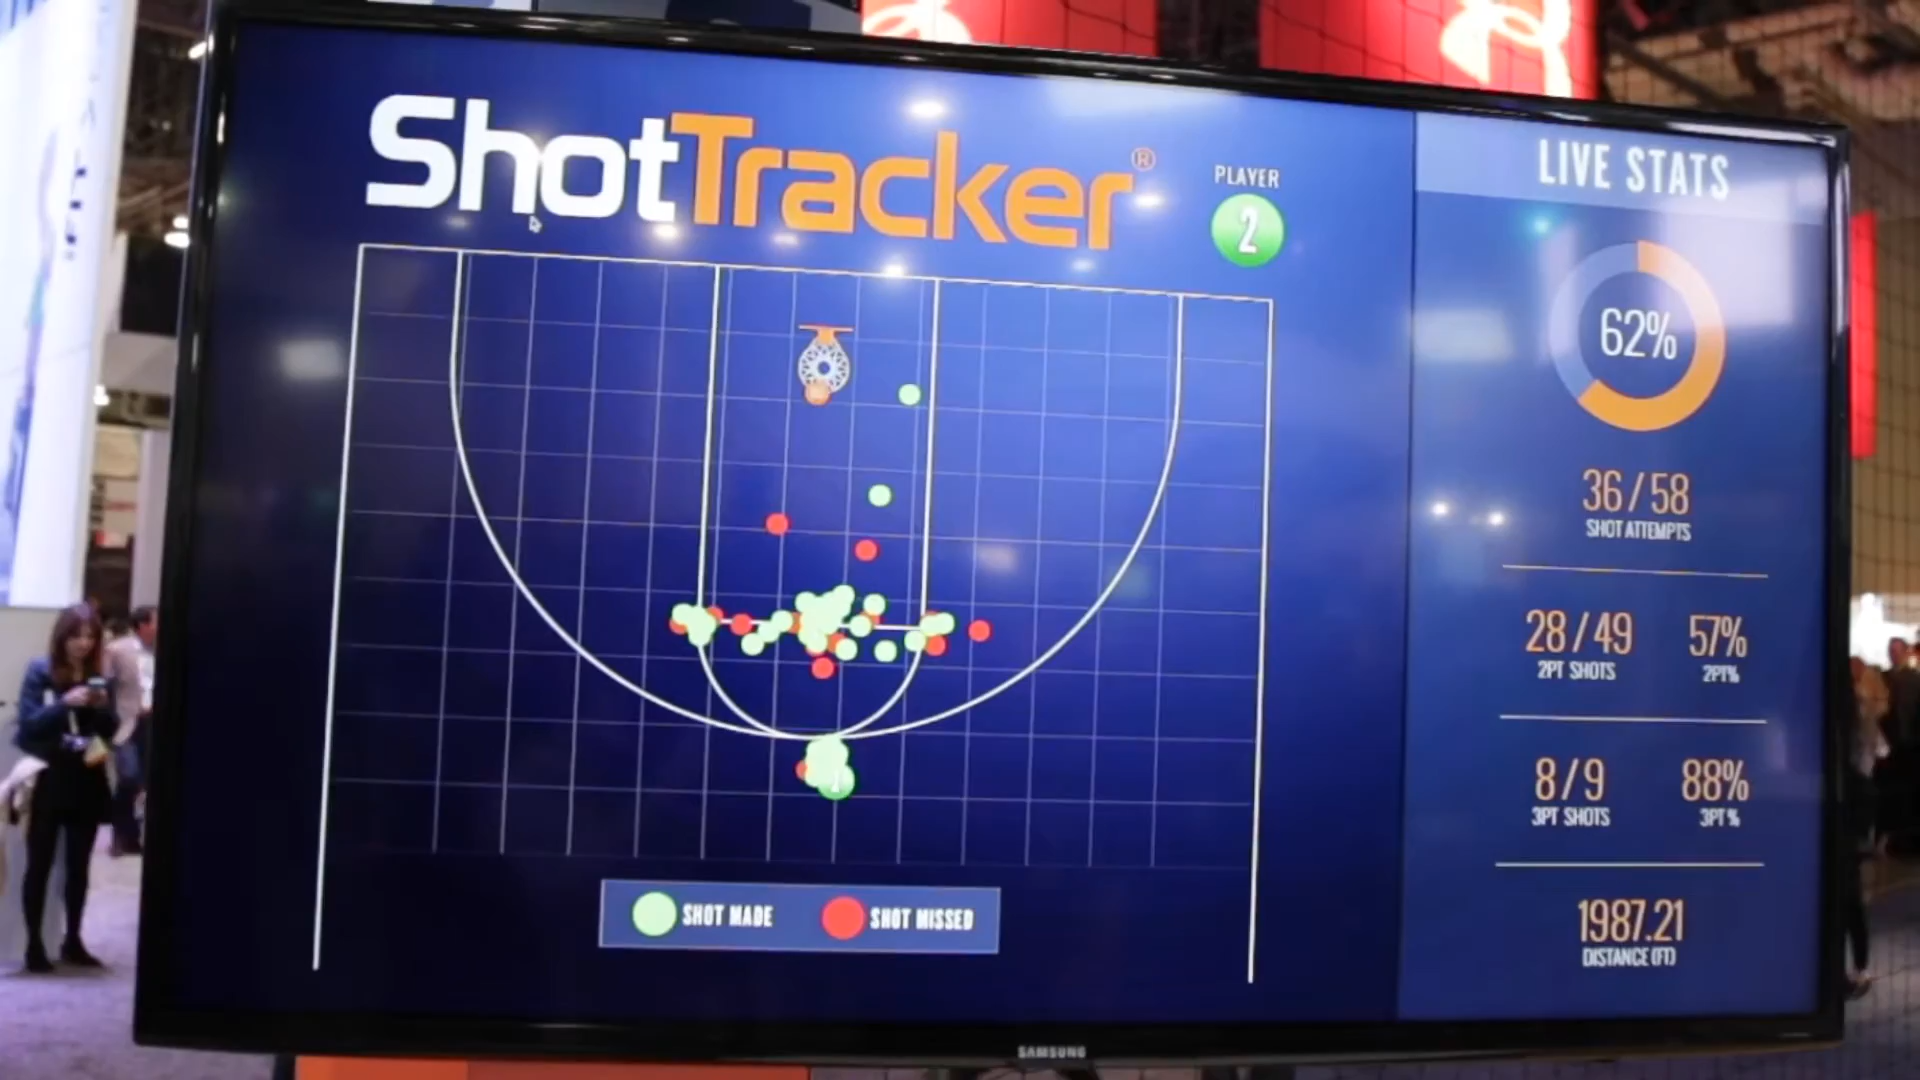 ShotTracker®
PLAYER
2
LIVE STATS
62%
36/58
SHOT ATTEMPTS
28/49
2PT SHOTS
57%
2PT%
8/9
3PT SHOTS
88%
3PT %
1987.21
DISTANCE (FT)
SHOT MADE
SHOT MISSED
SAMSUNG